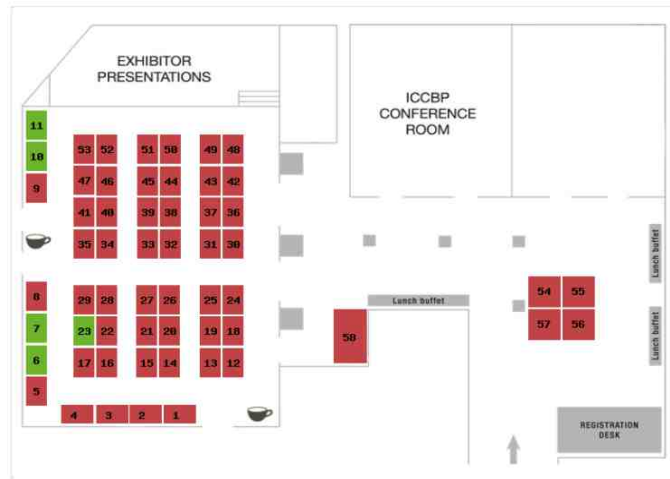 EXHIBITOR
PRESENTATIONS
ICCBP
CONFERENCE
ROOM
11
10
9
53 52 51 50 49 48
47 46 45 44 43 42
41 40 39 38 37 36
35 34 33 32 31 30
8
7
6
5
29 28 27 26 25 24
23 22 21 20 19 18
17 16 15 14 13 12
4 3 2 1
58
Lunch buffet
54 55
57 56
Lunch buffet
Lunch buffet
REGISTRATION
DESK